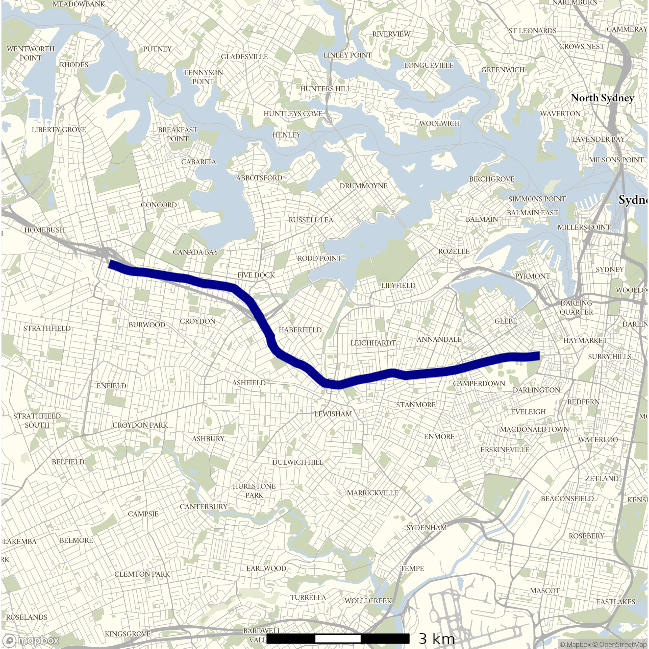 MEADOWBANK
NAREMBURN
ST LEONARDS
CAMMERAY
RIVERVIEW
CROWS NEST
WENTWORTH
POINT
PUTNEY
GLADESVILLE
LINLEY POINT
RHODES
TENNYSON
POINT
LONGUEVILLE
GREENWICH
HUNTERS HILL
North Sydney
HUNTLEYS COVE
WAVERTON
WOOLWICH
LIBERTY GROVE
BREAKFAST
POINT
HENLEY
LAVENDER BAY
CABARITA
MILSONS POINT
ABBOTSFORD
BIRCHGROVE
DRUMMOYNE
SIMMONS POINT
CONCORD
BALMAIN EAST
RUSSELL LEA
BALMAIN
MILLERS POINT
HOMEBUSH
CANADA BAY
RODD POINT
ROZELLE
SYDNEY
FIVE DOCK
PYRMONT
LILYFIELD
DARLING
QUARTER
STRATHFIELD
BURWOOD
CROYDON
HABERFIELD
GLEBE
LEICHHARDT
ANNANDALE
HAYMARKET
SURRY HILLS
ENFIELD
ASHFIELD
CAMPERDOWN
DARLINGTON
REDFERN
STRATHFIELD
SOUTH
LEWISHAM
STANMORE
EVELEIGH
CROYDON PARK
MACDONALDTOWN
ASHBURY
ENMORE
WATERLOO
ERSKINEVILLE
BELFIELD
DULWICH HILL
ZETLAND
HURLSTONE
PARK
MARRICKVILLE
BEACONSFIELD
CANTERBURY
CAMPSIE
SYDENHAM
ROSEBERY
BELMORE
CLEMTON PARK
EARLWOOD
TEMPE
MASCOT
TURRELLA
WOLLI CREEK
EASTLAKES
ROSELANDS
KINGSGROVE
BARDWELL
3 km
mapbox
© Mapbox © OpenStreetMap